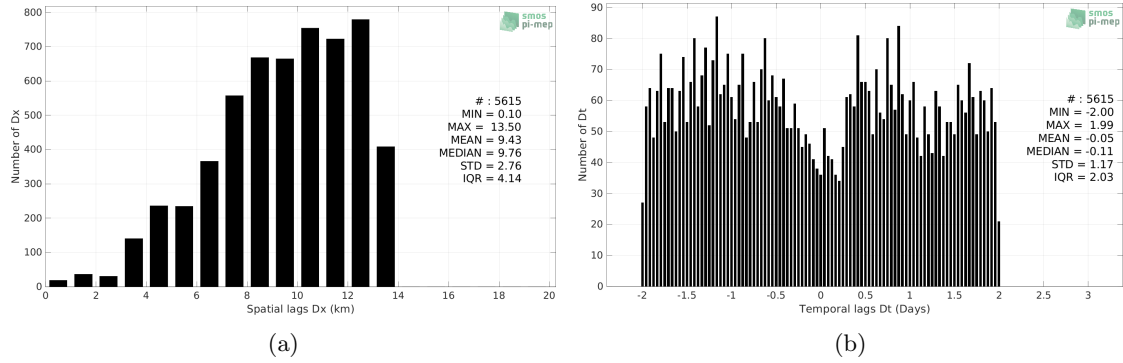 smos
pi-mep
800
700
600
500
400
300
200
100
0
Number of Dx
# : 5615
MIN = 0.10
MAX = 13.50
MEAN = 9.43
MEDIAN = 9.76
STD = 2.76
IQR = 4.14
0 2 4 6 8 10 12 14 16 18 20
Spatial lags Dx (km)
(a)
smos
pi-mep
90
80
70
60
50
40
30
20
10
0
Number of Dt
# : 5615
MIN = -2.00
MAX = 1.99
MEAN = -0.05
MEDIAN = -0.11
STD = 1.17
IQR = 2.03
-2 -1.5 -1 -0.5 0 0.5 1 1.5 2 2.5 3
Temporal lags Dt (Days)
(b)